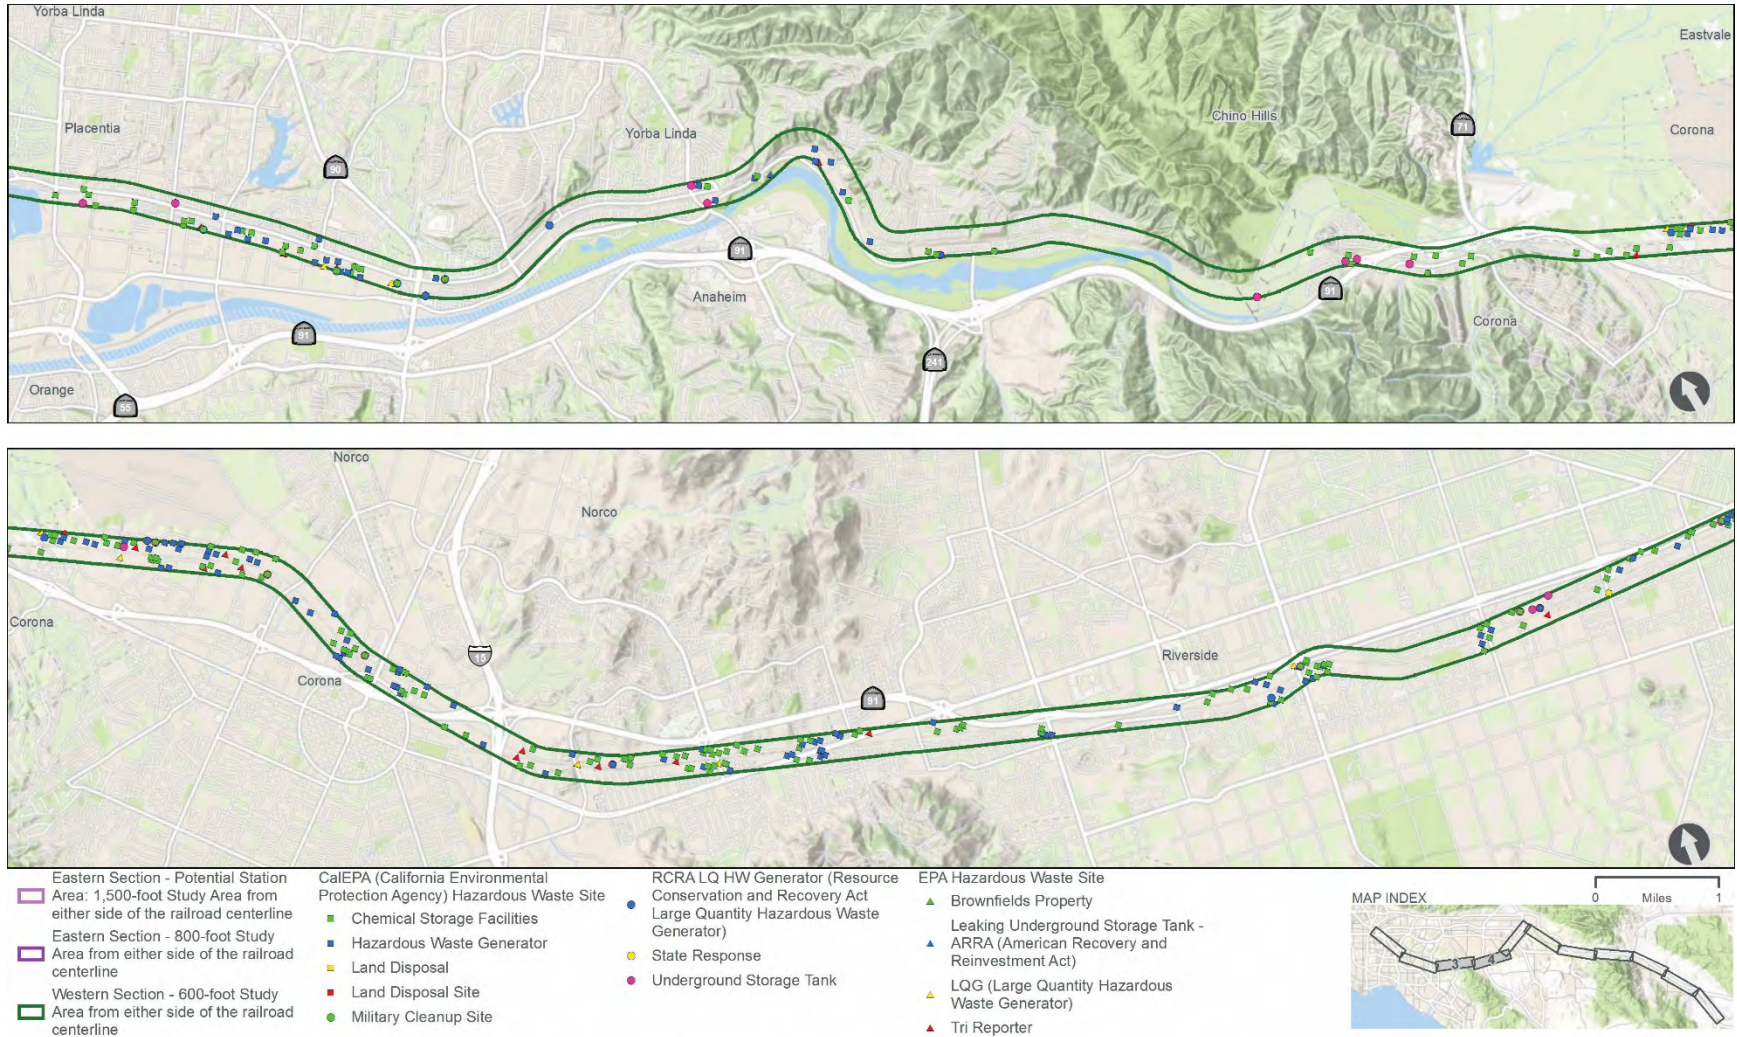 Yorba Linda
Eastvale
Placentia
Yorba Linda
Chino Hills
71
Corona
90
91
Anaheim
91
Corona
91
241
Orange
55
Norco
Norco
Corona
15
Riverside
Corona
91
Eastern Section - Potential Station
Area: 1,500-foot Study Area from
either side of the railroad centerline
Eastern Section - 800-foot Study
Area from either side of the railroad
centerline
Western Section - 600-foot Study
Area from either side of the railroad
centerline
CalEPA (California Environmental
Protection Agency) Hazardous Waste Site
Chemical Storage Facilities
Hazardous Waste Generator
Land Disposal
Land Disposal Site
Military Cleanup Site
RCRA LQ HW Generator (Resource
Conservation and Recovery Act
Large Quantity Hazardous Waste
Generator)
State Response
Underground Storage Tank
EPA Hazardous Waste Site
Brownfields Property
Leaking Underground Storage Tank -
ARRA (American Recovery and
Reinvestment Act)
LQG (Large Quantity Hazardous
Waste Generator)
Tri Reporter
MAP INDEX
0 Miles 1
3 4